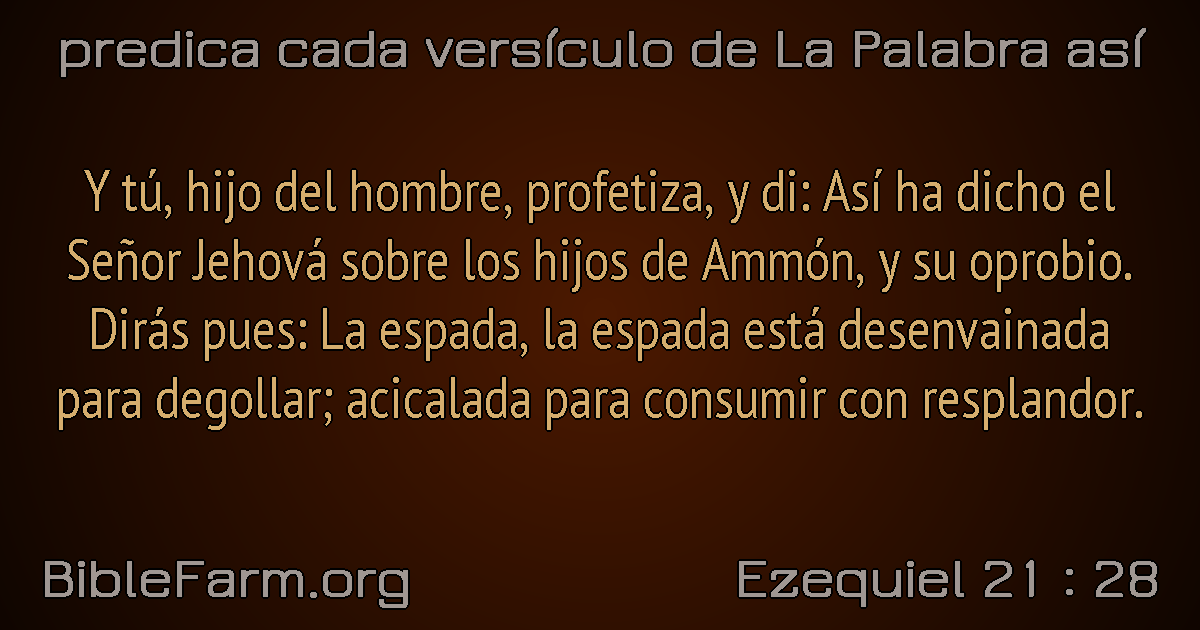 predica cada versículo de La Palabra así
Y tú, hijo del hombre, profetiza, y di: Así ha dicho el
Señor Jehová sobre los hijos de Ammón, y su oprobio.
Dirás pues: La espada, la espada está desenvainada
para degollar; acicalada para consumir con resplandor.
BibleFarm.org
Ezequiel 21 : 28